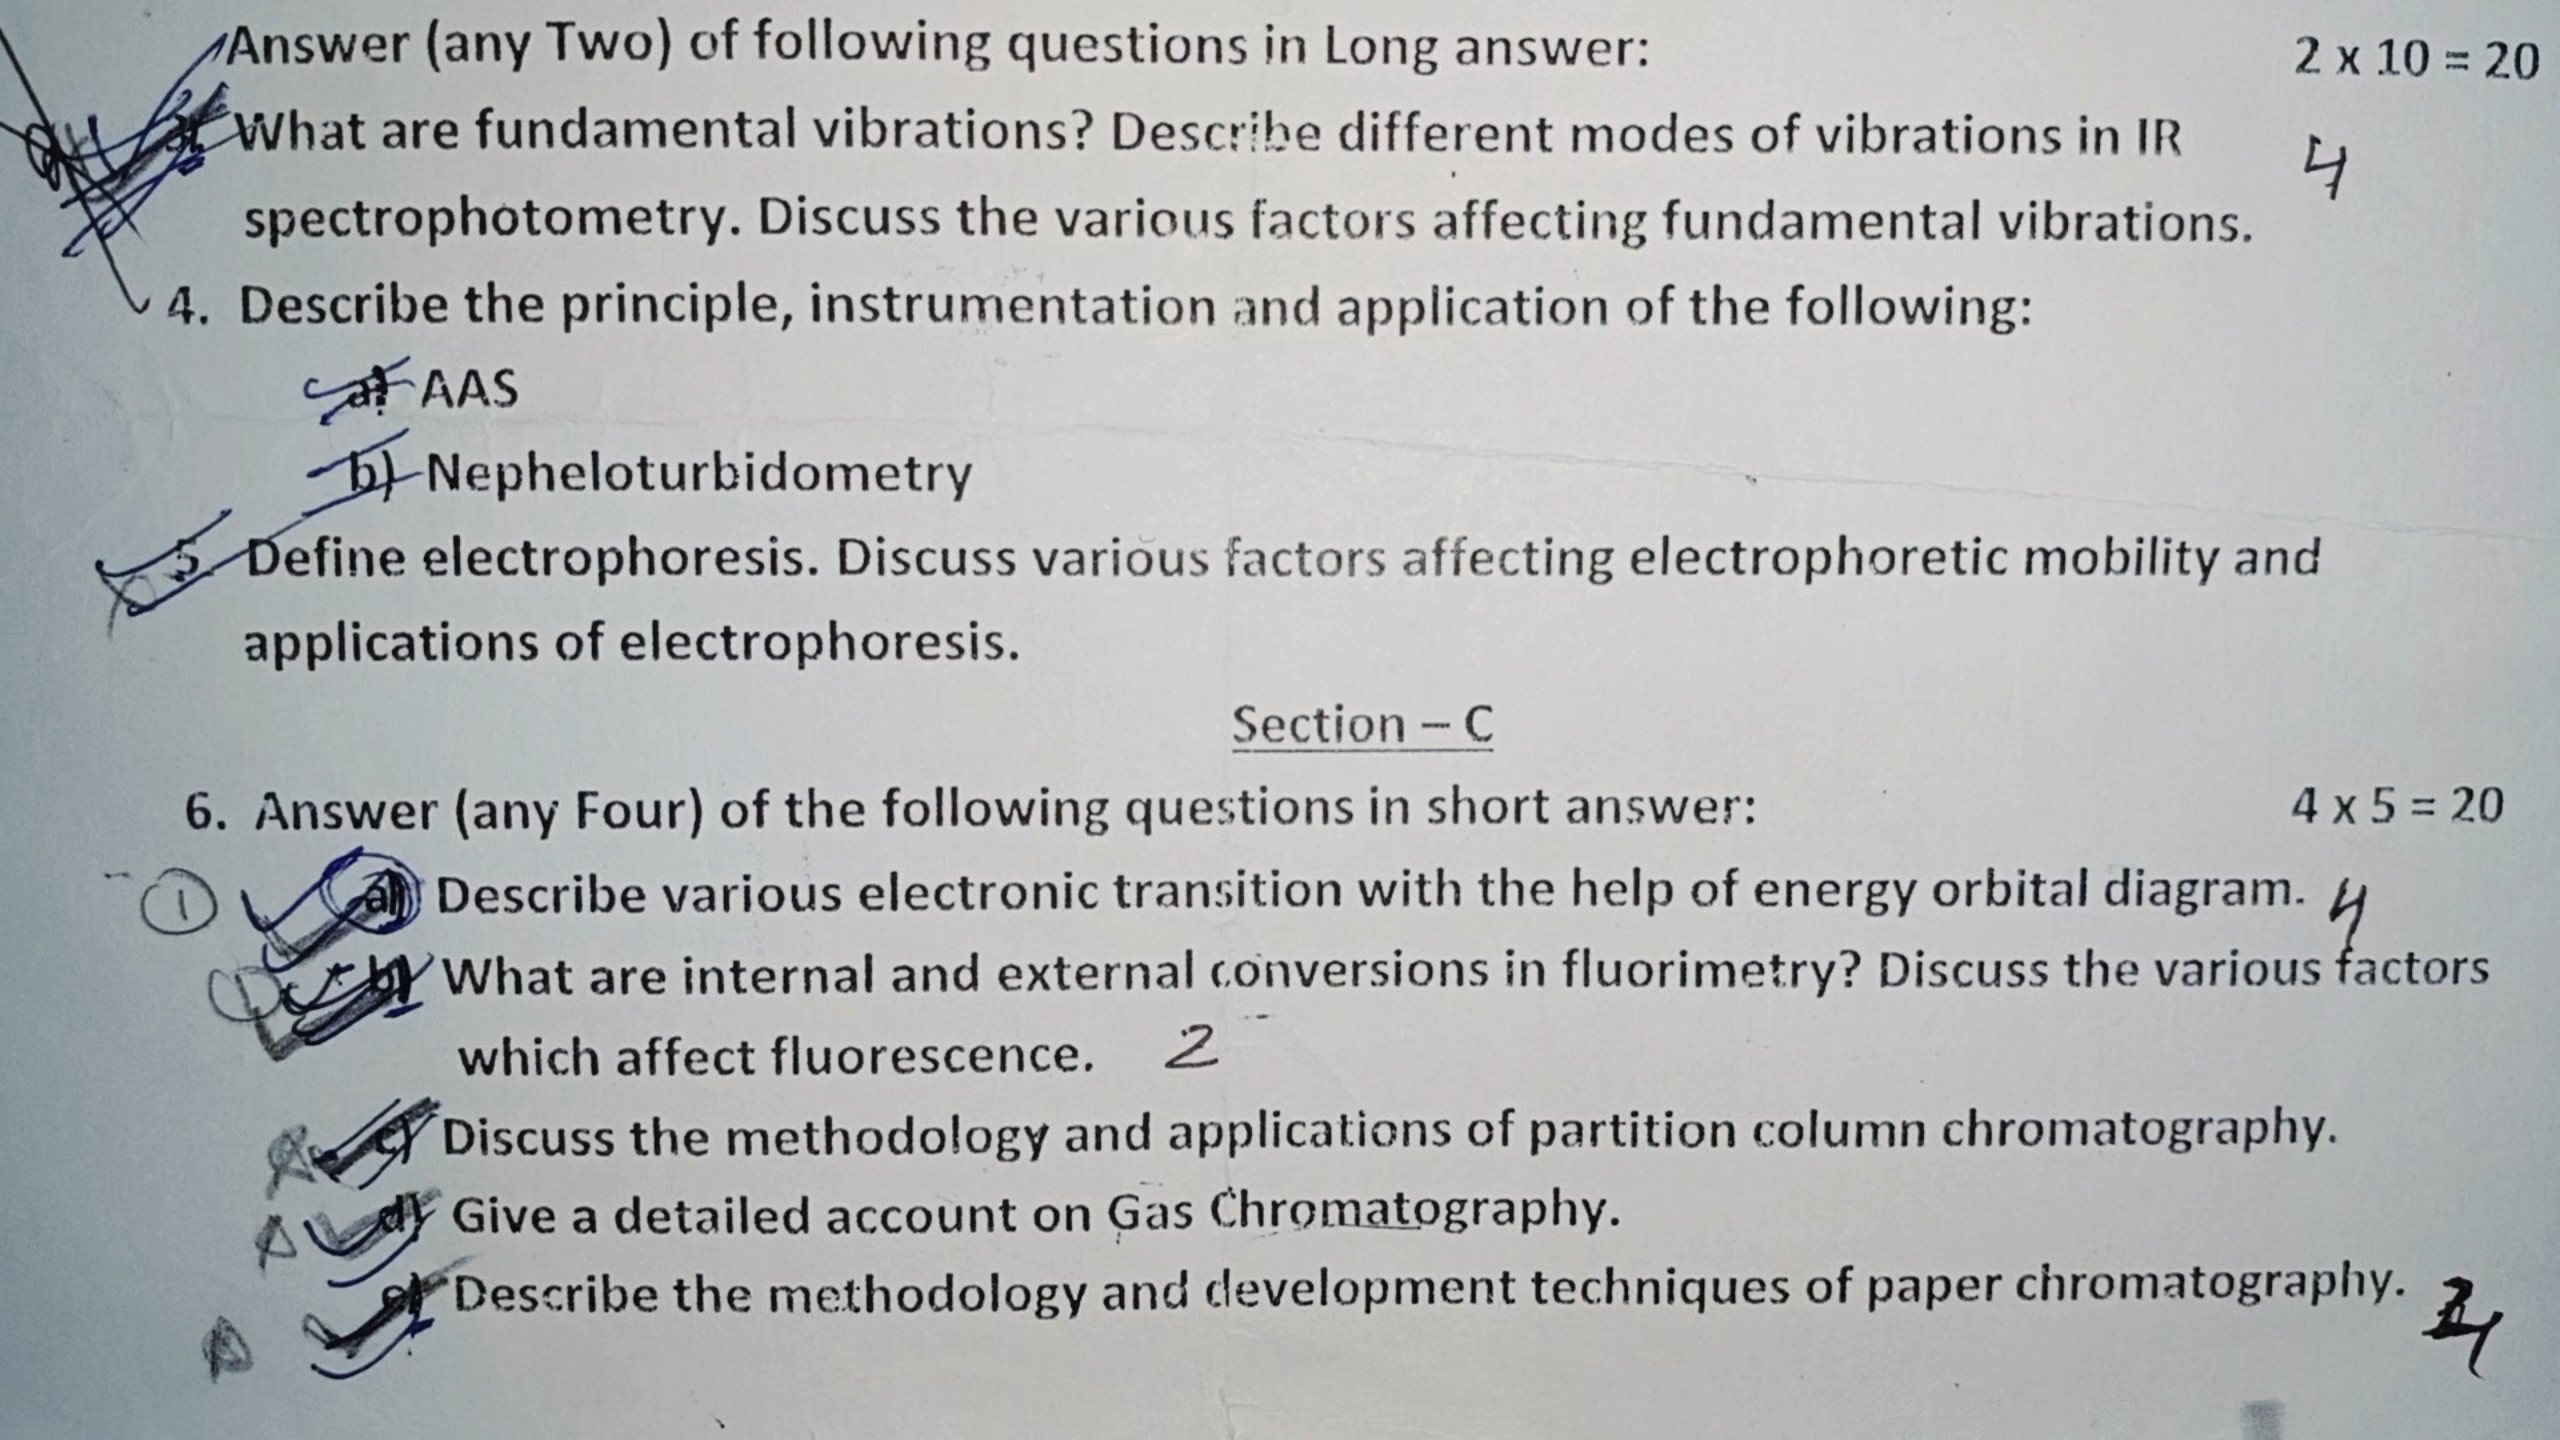 Answer (any Two) of following questions in Long answer: 2 x 10 = 20
What are fundamental vibrations? Describe different modes of vibrations in IR 4
spectrophotometry. Discuss the various factors affecting fundamental vibrations.
4. Describe the principle, instrumentation and application of the following:
a) AAS
b) Nepheloturbidometry
5. Define electrophoresis. Discuss various factors affecting electrophoretic mobility and
applications of electrophoresis.
Section – C
6. Answer (any Four) of the following questions in short answer: 4 x 5 = 20
1 a) Describe various electronic transition with the help of energy orbital diagram. 4
b) What are internal and external conversions in fluorimetry? Discuss the various factors
which affect fluorescence. 2
c) Discuss the methodology and applications of partition column chromatography.
d) Give a detailed account on Gas Chromatography.
e) Describe the methodology and development techniques of paper chromatography. 4